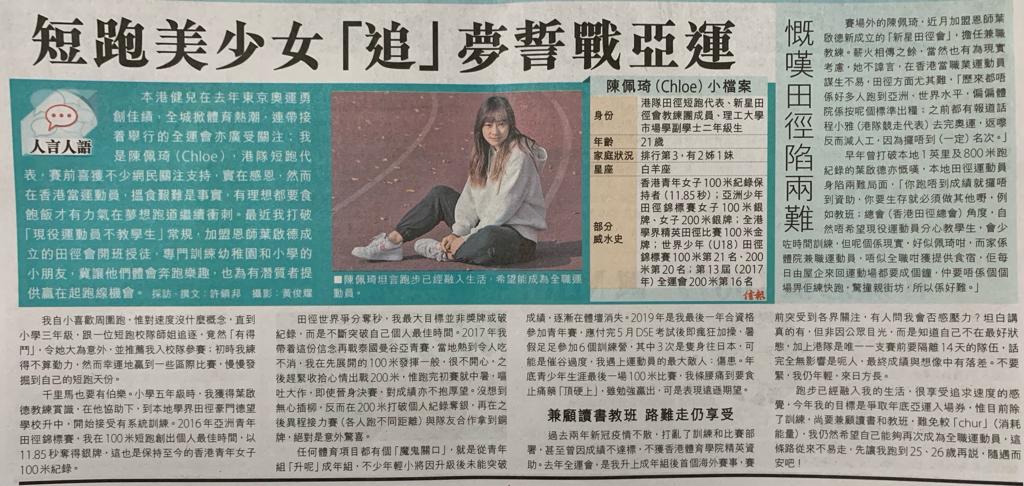 短跑美少女「追」夢誓戰亞運
人言人語
本港健兒在去年東京奧運勇
創佳績，全城掀體育熱潮，連帶接
着舉行的全運會亦廣受關注；我
是陳佩琦（Chloe），港隊短跑代
表，賽前喜獲不少網民關注支持，實在感恩，然而
在香港當運動員，搵食艱難是事實，有理想都要食
飽飯才有力氣在夢想跑道繼續衝刺。最近我打破
「現役運動員不教學生」常規，加盟恩師葉啟德成
立的田徑會開班授徒，專門訓練幼稚園和小學的
小朋友，冀讓他們體會奔跑樂趣，也為有潛質者提
供贏在起跑線機會。 採訪、撰文：許鎮邦 攝影：黃俊耀
■陳佩琦坦言跑步已經融入生活，希望能成為全職運
動員。
陳佩琦(Chloe) 小檔案
身份
港隊田徑短跑代表、新星田
徑會教練團成員、理工大學
市場學副學士二年級生
年齡
21歲
家庭狀況
排行第3，有2姊1妹
星座
白羊座
部分
威水史
香港青年女子100米紀錄保
持者（11.85秒）；亞洲少年
田徑錦標賽女子100米銀
牌、女子200米銀牌；全港
學界精英田徑比賽100米金
牌；世界少年（U18）田徑
錦標賽100米第21名、200
米第20名；第13屆（2017
年）全運會200米第16名
信報
慨嘆田徑陷兩難
賽場外的陳佩琦，近月加盟恩師葉
啟德新成立的「新星田徑會」，擔任兼職
教練。薪火相傳之餘，當然也有為現實
考慮，她不諱言，在香港當職業運動員
謀生不易，田徑方面尤其難，「歷來都唔
係好多人跑到亞洲、世界水平，偏偏體
院係按呢個標準出糧；之前都有報道話
程小雅（港隊競走代表）去完奧運，返嚟
反而減人工，因為攞唔到（一定）名次。」
早年曾打破本地1英里及800米跑
紀錄的葉啟德亦慨嘆，本地田徑運動員
身陷兩難局面，「你跑唔到成績就攞唔
到資助，你要生存就必須做其他嘢，例
如教班；總會（香港田徑總會）角度，自
然唔希望現役運動員分心教學生，會少
咗時間訓練，但呢個係現實，好似佩琦咁，而家係
體院兼職運動員，唔似全職咁獲提供食宿，佢每
日由屋企來回運動場都要成個鐘，仲要唔係個個
場畀佢練快跑，驚撞親街坊，所以係好難。」
我自小喜歡周圍跑，惟對速度沒什麼概念，直到
小學三年級，跟一位短跑校隊師姐追逐，竟然「有得
鬥」，令她大為意外，並推薦我入校隊參賽；初時我練
得不算勤力，然而幸運地贏到一些區際比賽，慢慢發
掘到自己的短跑天份。
千里馬也要有伯樂。小學五年級時，我獲得葉啟
德教練賞識，在他協助下，到本地學界田徑豪門德望
學校升中，開始接受有系統訓練。2016年亞洲青年
田徑錦標賽，我在100米短跑創出個人最佳時間，以
11.85秒奪得銀牌，這也是保持至今的香港青年女子
100米紀錄。
田徑世界爭分奪秒，我最大目標並非獎牌或破
紀錄，而是不斷突破自己個人最佳時間。2017年我
帶着這份信念再戰泰國曼谷亞青賽，當地熱到令人吃
不消，我在先展開的100米發揮一般，很不開心，之
後趕緊收拾心情出戰200米，惟跑完初賽就中暑，嘔
吐大作，即使晉身決賽，對成績亦不抱厚望。沒想到
無心插柳，反而在200米打破個人紀錄奪銀，再在之
後異程接力賽（各人跑不同距離）與隊友合作拿到銅
牌，絕對是意外驚喜。
任何體育項目都有個「魔鬼關口」，就是從青年
組「升呢」成年組，不少年輕小將因升級後未能突破
成績，逐漸在體壇消失。2019年是我最後一年合資格
參加青年賽，應付完5月DSE考試後即瘋狂加操，暑
假足足參加6個訓練營，其中3次是隻身往日本，可
能是催谷過度，我遇上運動員的最大敵人：傷患。年
底青少年生涯最後一場100米比賽，我係腰痛到要食
止痛藥「頂硬上」，雖勉強贏出，可是表現遠遜期望。
兼顧讀書教班 路難走仍享受
過去兩年新冠疫情不散，打亂了訓練和比賽部
署，甚至曾因成績不達標，不獲香港體育學院精英資
助。去年全運會，是我升上成年組後首個海外賽事，賽
前突受到各界關注，有人問我會否感壓力？坦白講
真的有，但非因公眾目光，而是知道自己不在最好狀
態，加上港隊是唯一一支賽前要隔離14天的隊伍，話
完全無影響是呃人，最終成績與想像中有落差。不要
緊，我仍年輕，來日方長。
跑步已經融入我的生活，很享受追求速度的感
覺，今年我的目標是爭取年底亞運入場券，惟目前除
了訓練，尚要兼顧讀書和教班，難免較「Chur」（消耗
能量），我仍然希望自己能夠再次成為全職運動員，這
條路從來不易走，先讓我跑到25、26歲再説，隨遇而
安吧！